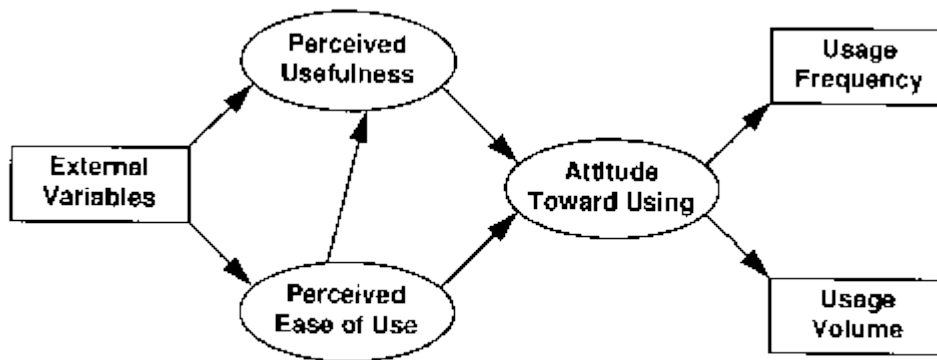 Perceived
Usefulness
Usage
Frequency
External
Variables
Attitude
Toward Using
Perceived
Ease of Use
Usage
Volume